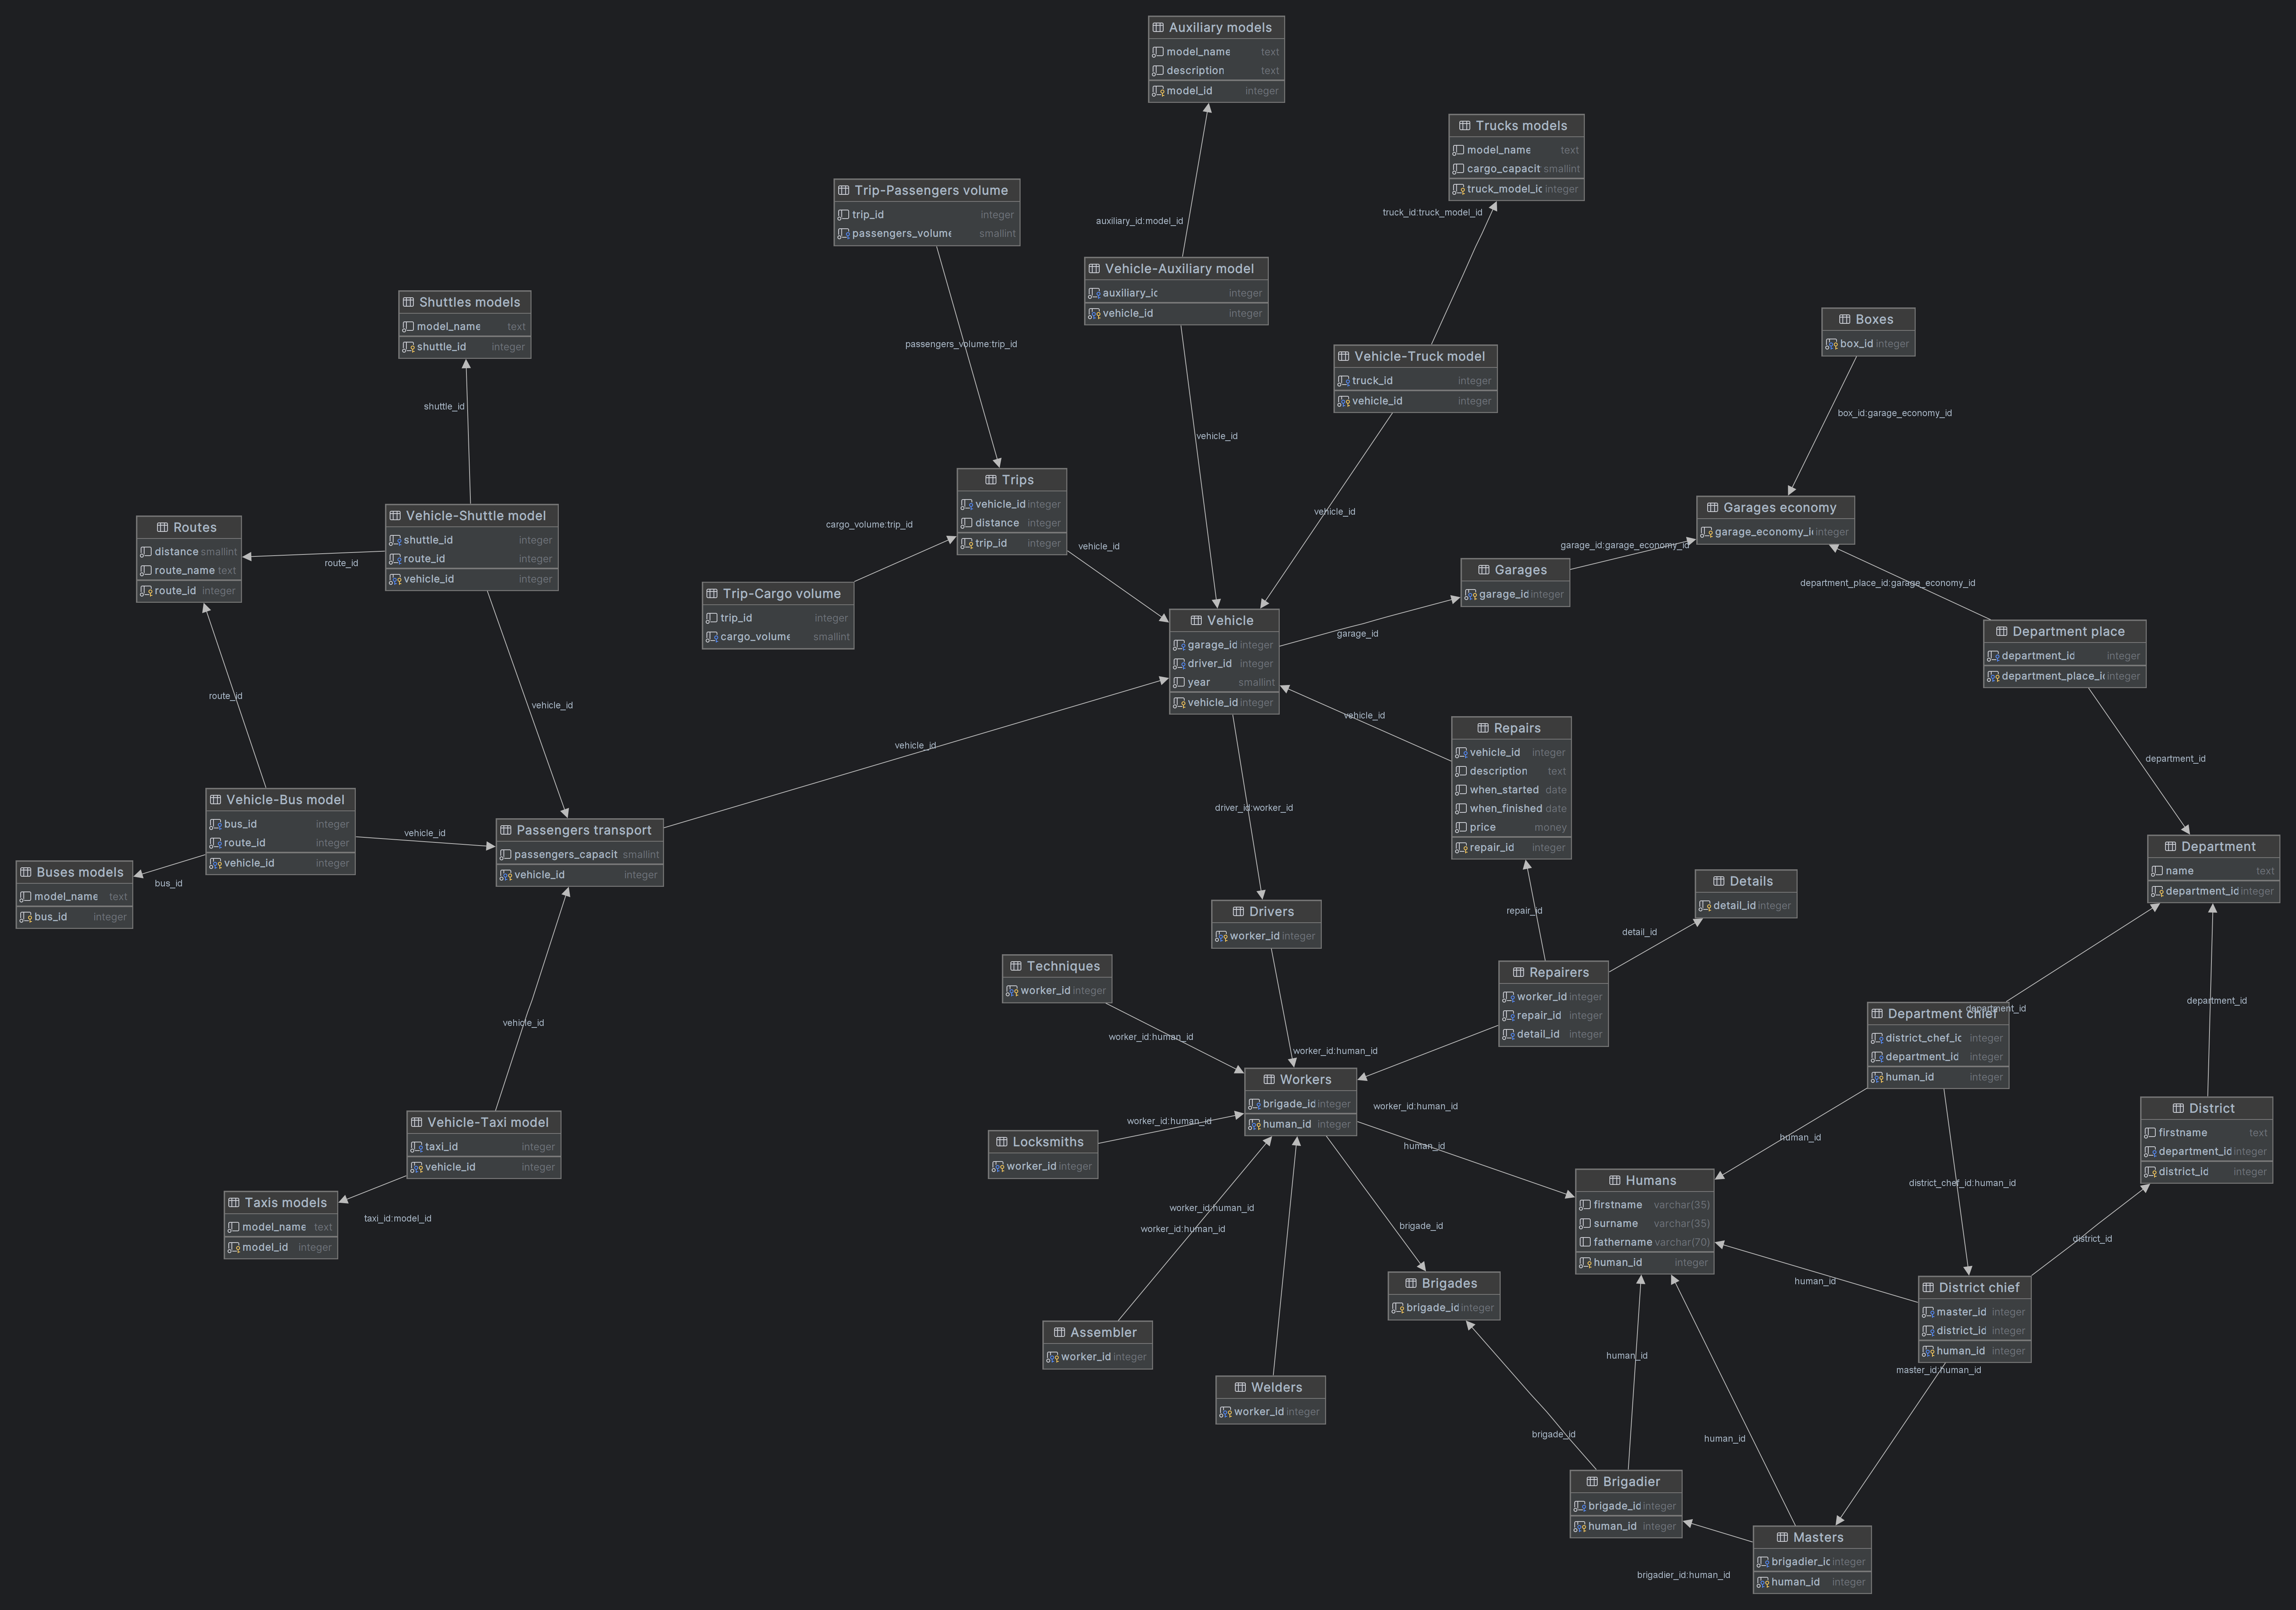 Auxiliary models
model_name text
description text
model_id integer
Trucks models
model_name text
cargo_capacit smallint
truck_model_id integer
truck_id:truck_model_id
auxiliary_id:model_id
Trip-Passengers volume
trip_id integer
passengers_volume smallint
passengers_volume:trip_id
Vehicle-Auxiliary model
auxiliary_id integer
vehicle_id integer
vehicle_id
Shuttles models
model_name text
shuttle_id integer
shuttle_id
Vehicle-Truck model
truck_id integer
vehicle_id integer
vehicle_id
Boxes
box_id integer
box_id:garage_economy_id
Trips
vehicle_id integer
distance integer
trip_id integer
vehicle_id
cargo_volume:trip_id
Garages economy
garage_economy_id integer
garage_id:garage_economy_id
department_place_id:garage_economy_id
Routes
distance smallint
route_name text
route_id integer
route_id
Vehicle-Shuttle model
shuttle_id integer
route_id integer
vehicle_id integer
vehicle_id
Trip-Cargo volume
trip_id integer
cargo_volume smallint
Garages
garage_id integer
garage_id
Vehicle
garage_id integer
driver_id integer
year smallint
vehicle_id integer
Department place
department_id integer
department_place_id integer
department_id
route_id
vehicle_id
vehicle_id
Repairs
vehicle_id integer
description text
when_started date
when_finished date
price money
repair_id integer
driver_id:worker_id
Vehicle-Bus model
bus_id integer
route_id integer
vehicle_id integer
vehicle_id
Passengers transport
passengers_capacit smallint
vehicle_id integer
Buses models
model_name text
bus_id integer
bus_id
Department
name text
department_id integer
Details
detail_id integer
detail_id
repair_id
Drivers
worker_id integer
Techniques
worker_id integer
worker_id:human_id
Repairers
worker_id integer
repair_id integer
detail_id integer
worker_id:human_id
department_id
department_id
Department chief
district_chef_id integer
department_id integer
human_id integer
vehicle_id
Workers
brigade_id integer
human_id integer
worker_id:human_id
human_id
Vehicle-Taxi model
taxi_id integer
vehicle_id integer
Locksmiths
worker_id integer
worker_id:human_id
District
firstname text
department_id integer
district_id integer
human_id
district_chef_id:human_id
Taxis models
model_name text
model_id integer
taxi_id:model_id
worker_id:human_id
worker_id:human_id
brigade_id
Humans
firstname varchar(35)
surname varchar(35)
fathername varchar(70)
human_id integer
district_id
human_id
Brigades
brigade_id integer
District chief
master_id integer
district_id integer
human_id integer
master_id:human_id
Assembler
worker_id integer
human_id
Welders
worker_id integer
brigade_id
human_id
Brigadier
brigade_id integer
human_id integer
Masters
brigadier_id integer
human_id integer
brigadier_id:human_id